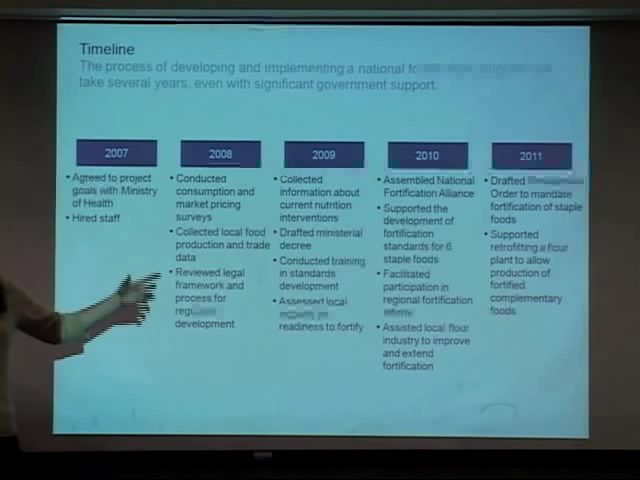 Timeline
The process of developing and implementing a national
take several years, even with significant government support.
2007
• Agreed to project
goals with Ministry
of Health
• Hired staff
2008
• Conducted
consumption and
market pricing
surveys
• Collected local food
production and trade
data
• Reviewed legal
framework and
process for
development
2009
• Collected
information about
current nutrition
interventions
• Drafted ministerial
decree
• Conducted training
in standards
development
• Assessed local
readiness to fortify
2010
• Assembled National
Fortification Alliance
• Supported the
development of
fortification
standards for 6
staple foods
• Facilitated
participation in
regional fortification
• Assisted local flour
industry to improve
and extend
fortification
2011
• Drafted
Order to mandate
fortification of staple
foods
• Supported
retrofitting a flour
plant to allow
production of
fortified
complementary
foods